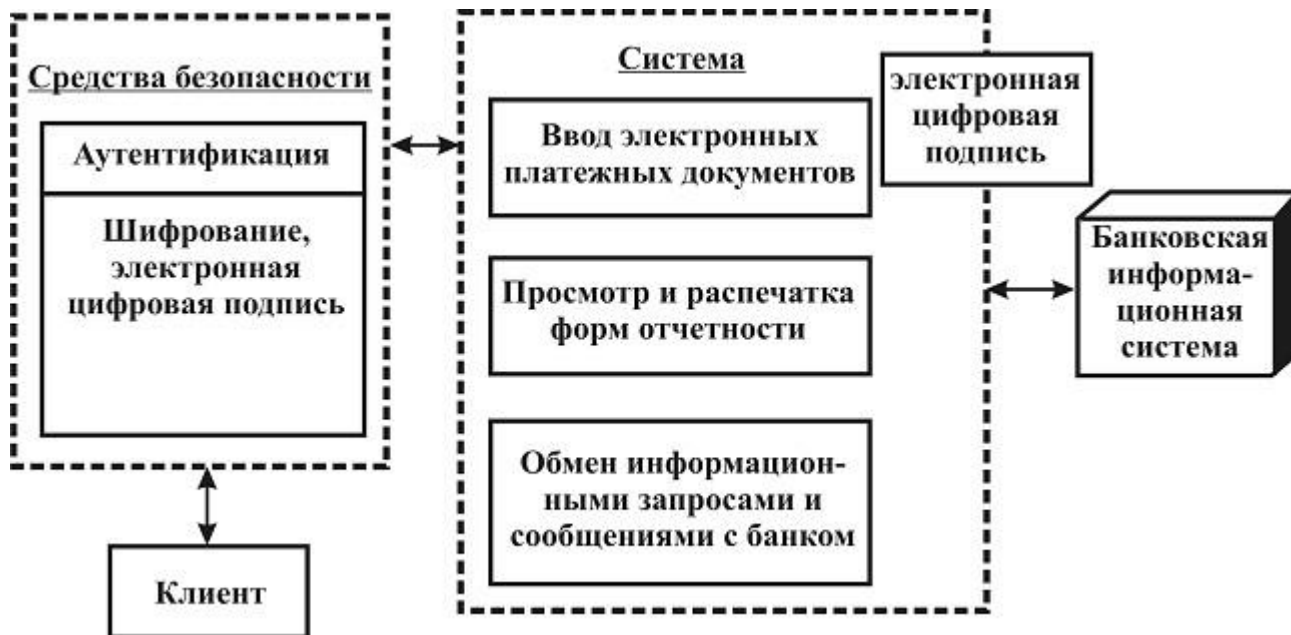 Средства безопасности
Аутентификация
Шифрование,
электронная
цифровая подпись
Клиент
Система
Ввод электронных
платежных документов
Просмотр и распечатка
форм отчетности
Обмен информацион-
ными запросами и
сообщениями с банком
электронная
цифровая
подпись
Банковская
информа-
ционная
система